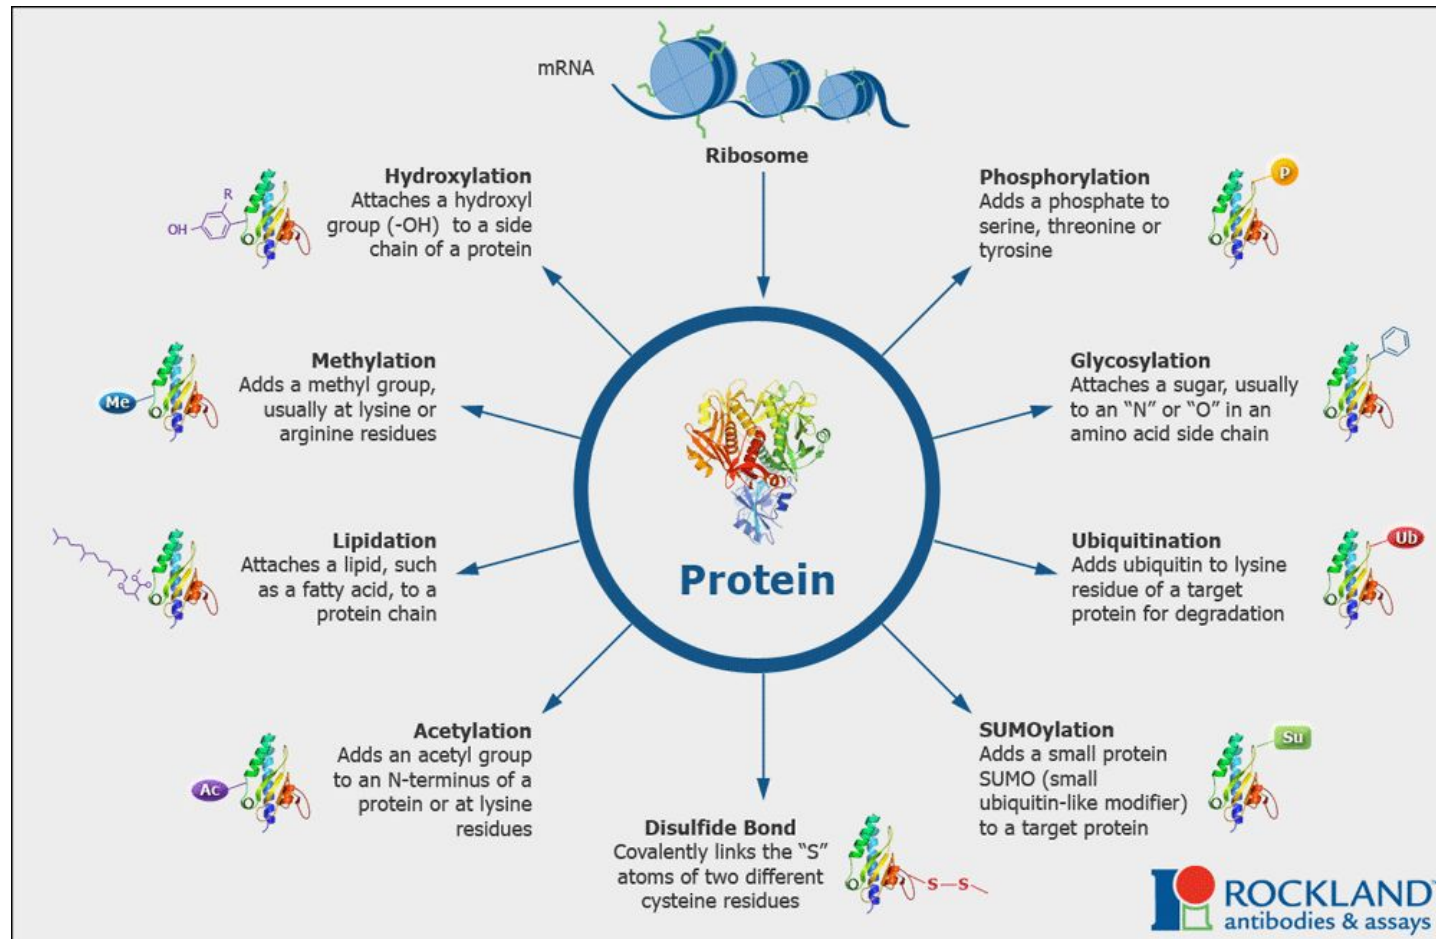 mRNA
Ribosome
Hydroxylation
Attaches a hydroxyl
group (-OH) to a side
chain of a protein
R
OH
Phosphorylation
Adds a phosphate to
serine, threonine or
tyrosine
P
Methylation
Adds a methyl group,
usually at lysine or
arginine residues
Me
Glycosylation
Attaches a sugar, usually
to an “N” or “O” in an
amino acid side chain
Protein
Lipidation
Attaches a lipid, such
as a fatty acid, to a
protein chain
Ubiquitination
Adds ubiquitin to lysine
residue of a target
protein for degradation
Ub
Acetylation
Adds an acetyl group
to an N-terminus of a
protein or at lysine
residues
Ac
SUMOylation
Adds a small protein
SUMO (small
ubiquitin-like modifier)
to a target protein
Su
Disulfide Bond
Covalently links the “S”
atoms of two different
cysteine residues
S S
ROCKLAND
antibodies & assays